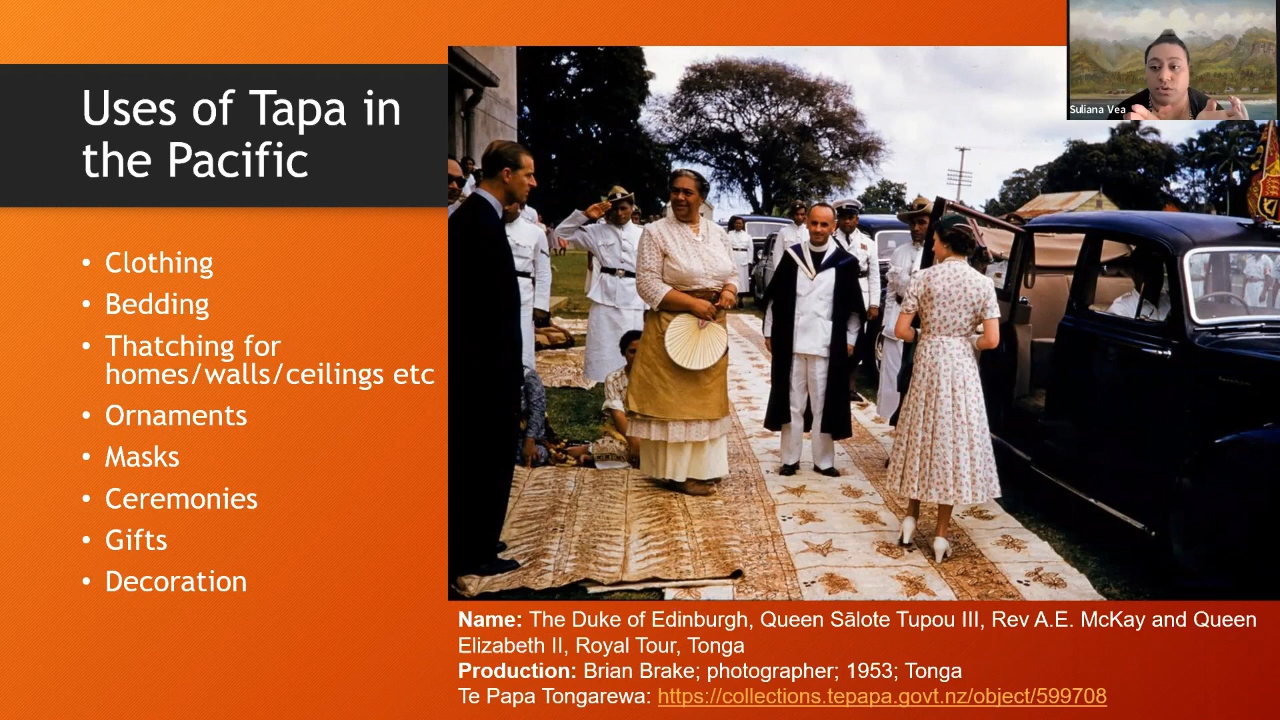 Uses of Tapa in
the Pacific
• Clothing
• Bedding
• Thatching for
homes/walls/ceilings etc
• Ornaments
• Masks
• Ceremonies
• Gifts
• Decoration
Suliana Vea
Name: The Duke of Edinburgh, Queen Sālote Tupou III, Rev A.E. McKay and Queen
Elizabeth II, Royal Tour, Tonga
Production: Brian Brake; photographer; 1953; Tonga
Te Papa Tongarewa: https://collections.tepapa.govt.nz/object/599708